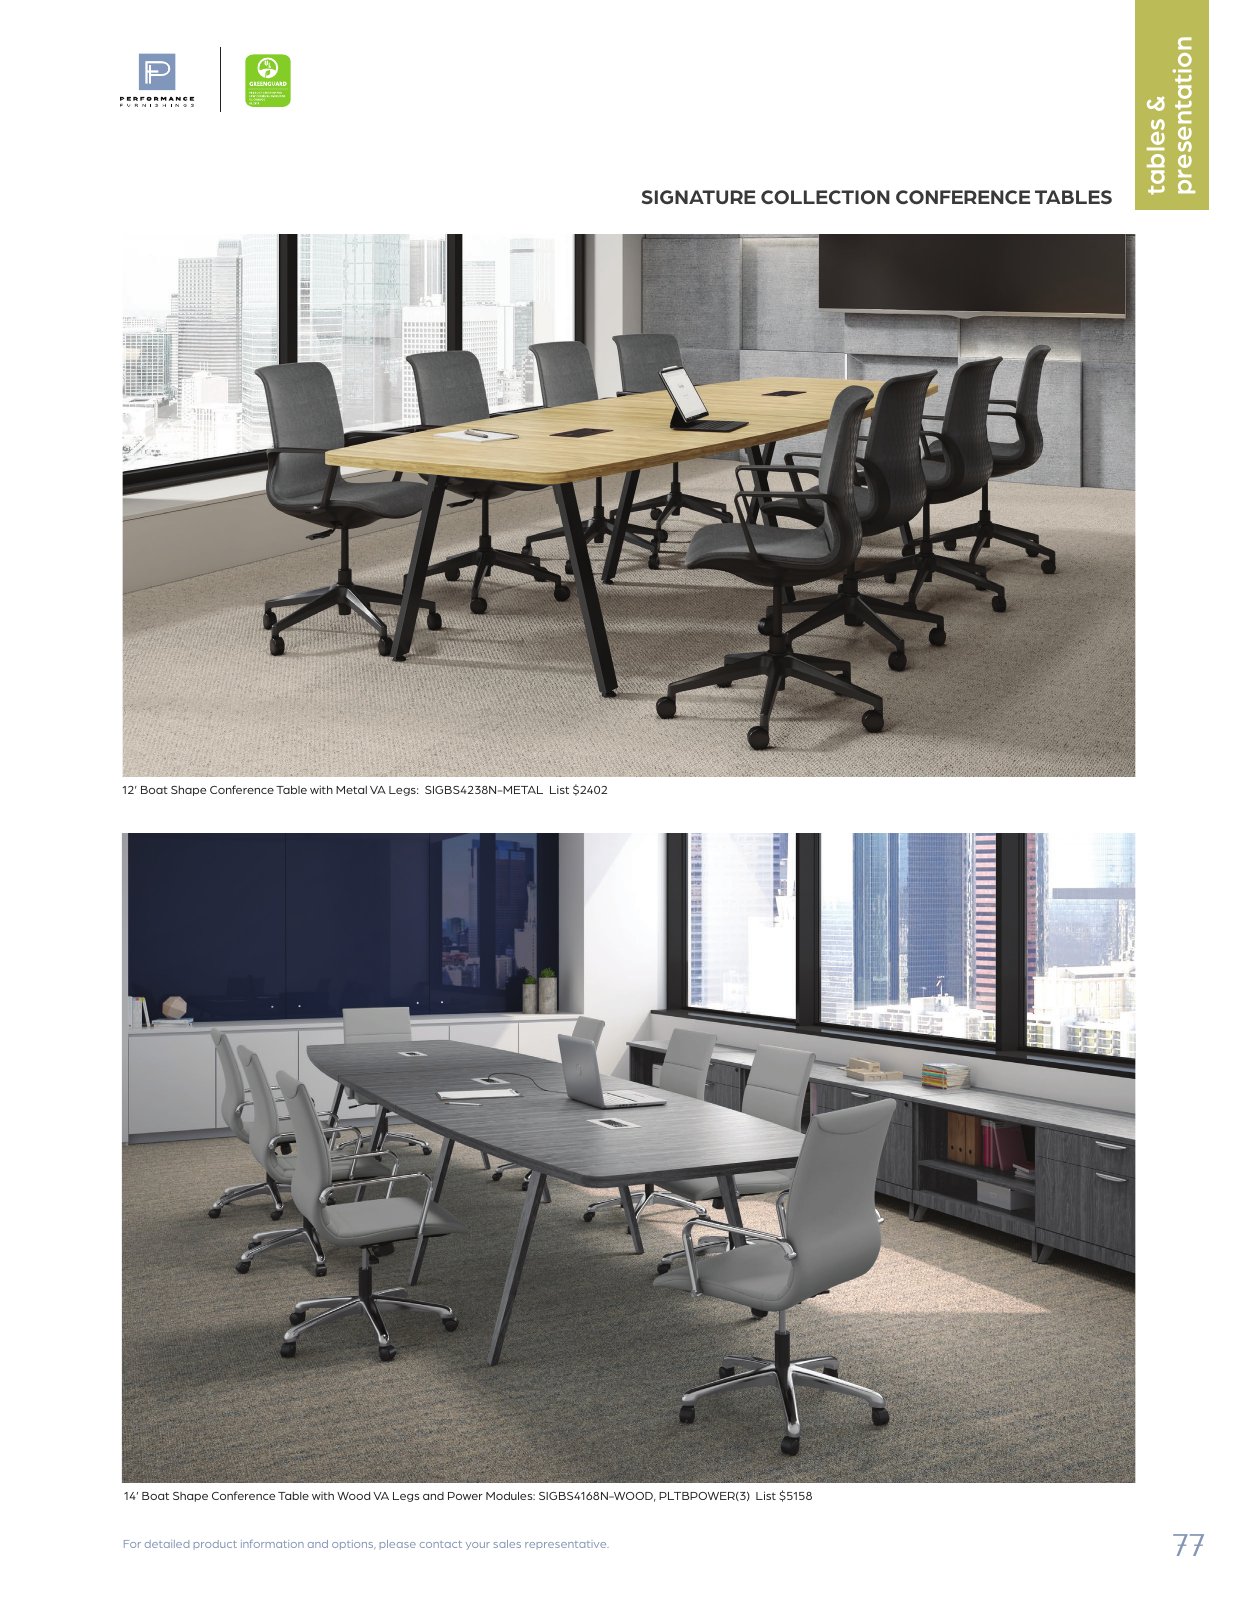 PERFORMANCE
FURNISHINGS
GREENGUARD
tables &
presentation
SIGNATURE COLLECTION CONFERENCE TABLES
12' Boat Shape Conference Table with Metal VA Legs:  SIGBS4238N-METAL  List $2402
14' Boat Shape Conference Table with Wood VA Legs and Power Modules: SIGBS4168N-WOOD, PLTBPOWER(3)  List $5158
For detailed product information and options, please contact your sales representative.
77